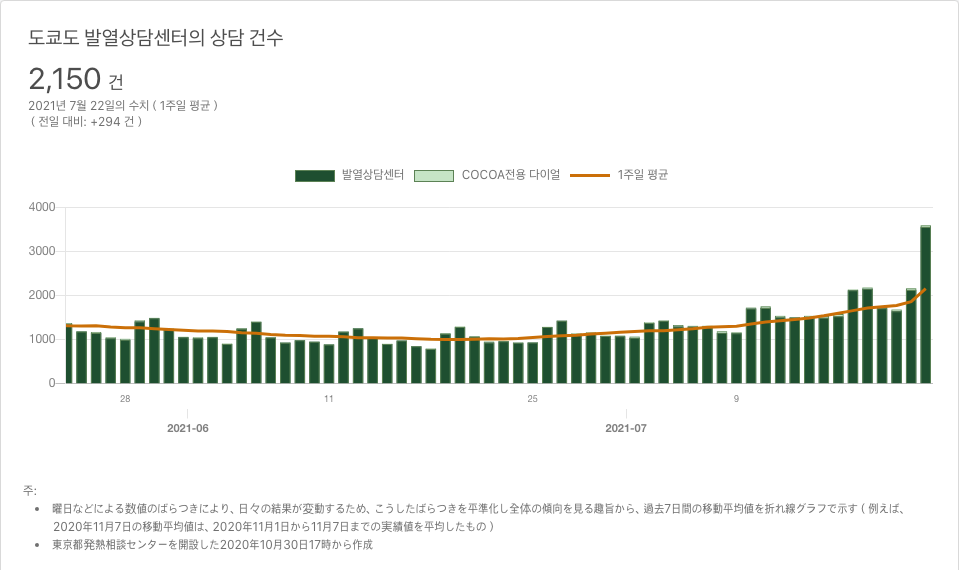 도쿄도 발열상담센터의 상담 건수
2,150 건
2021년 7월 22일의 수치 ( 1주일 평균 )
( 전일 대비: +294 건 )
발열상담센터 COCOA전용 다이얼 1주일 평균
4000
3000
2000
1000
0
28 11 25 9
2021-06 2021-07
주:
• 曜日などによる数値のばらつきにより、日々の結果が変動するため、こうしたばらつきを平準化し全体の傾向を見る趣旨から、過去7日間の移動平均値を折れ線グラフで示す ( 例えば、
2020年11月7日の移動平均値は、2020年11月1日から11月7日までの実績値を平均したもの )
• 東京都発熱相談センターを開設した2020年10月30日17時から作成